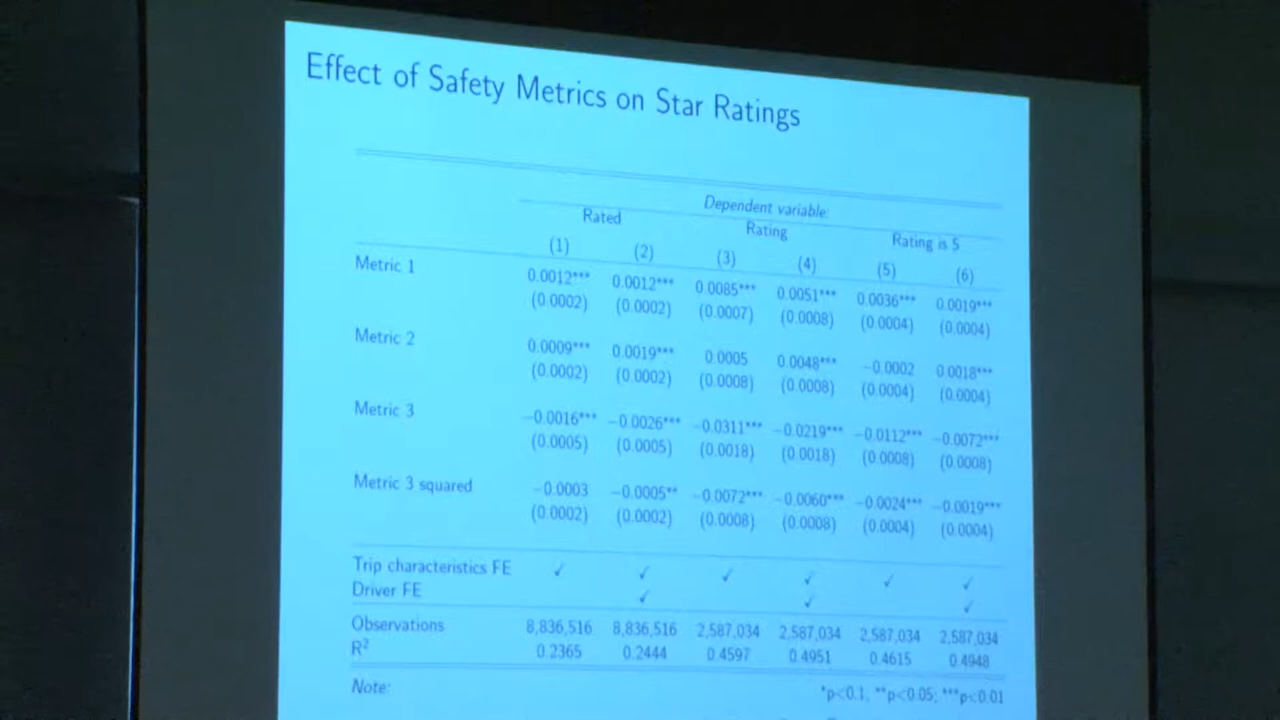 Effect of Safety Metrics on Star Ratings
Dependent variable:
Rated Rating Rating is 5
(1) (2) (3) (4) (5) (6)
Metric 1 0.0012*** 0.0012*** 0.0085*** 0.0051*** 0.0036*** 0.0019***
(0.0002) (0.0002) (0.0007) (0.0008) (0.0004) (0.0004)
Metric 2 0.0009*** 0.0019*** 0.0005 0.0048*** −0.0002 0.0018***
(0.0002) (0.0002) (0.0008) (0.0008) (0.0004) (0.0004)
Metric 3 −0.0016*** −0.0026*** −0.0311*** −0.0219*** −0.0112*** −0.0072***
(0.0005) (0.0005) (0.0018) (0.0018) (0.0008) (0.0008)
Metric 3 squared −0.0003 −0.0005** −0.0072*** −0.0060*** −0.0024*** −0.0019***
(0.0002) (0.0002) (0.0008) (0.0008) (0.0004) (0.0004)
Trip characteristics FE ✓ ✓ ✓ ✓ ✓ ✓
Driver FE ✓ ✓ ✓
Observations 8,836,516 8,836,516 2,587,034 2,587,034 2,587,034 2,587,034
R² 0.2365 0.2444 0.4597 0.4951 0.4615 0.4948
Note: *p<0.1; **p<0.05; ***p<0.01